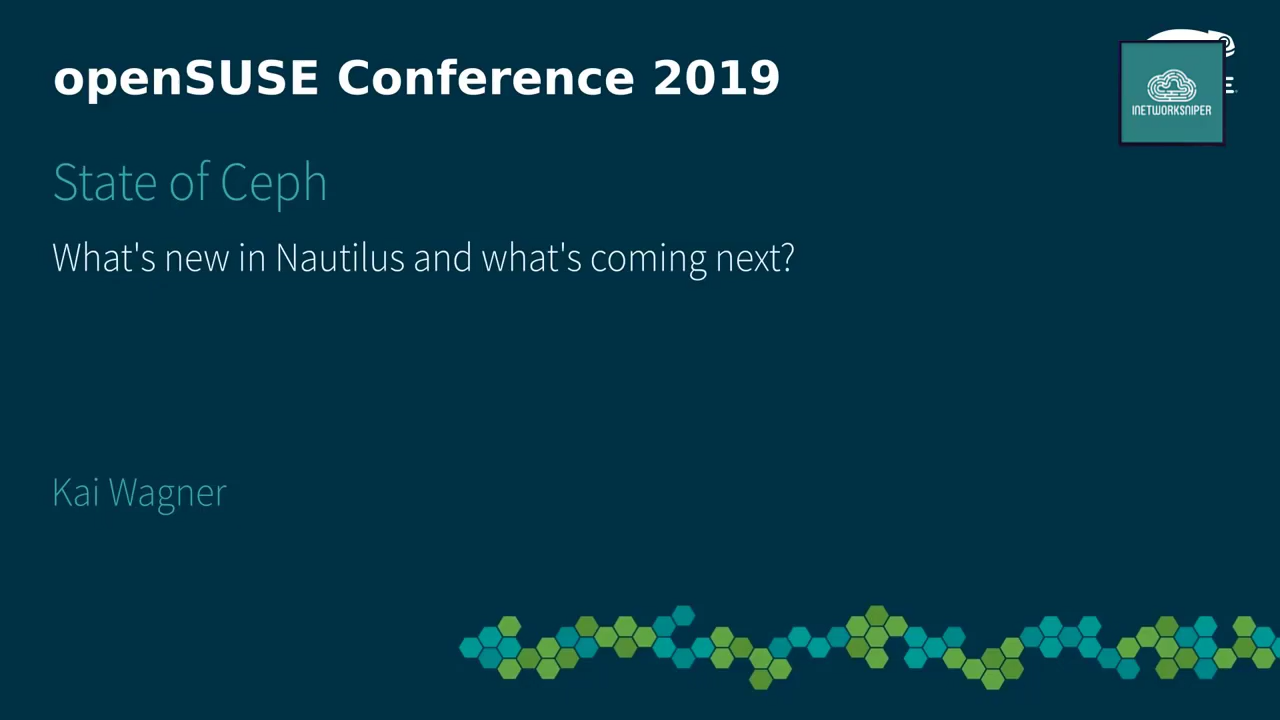 openSUSE Conference 2019
INETWORKSNIPER
State of Ceph
What's new in Nautilus and what's coming next?
Kai Wagner